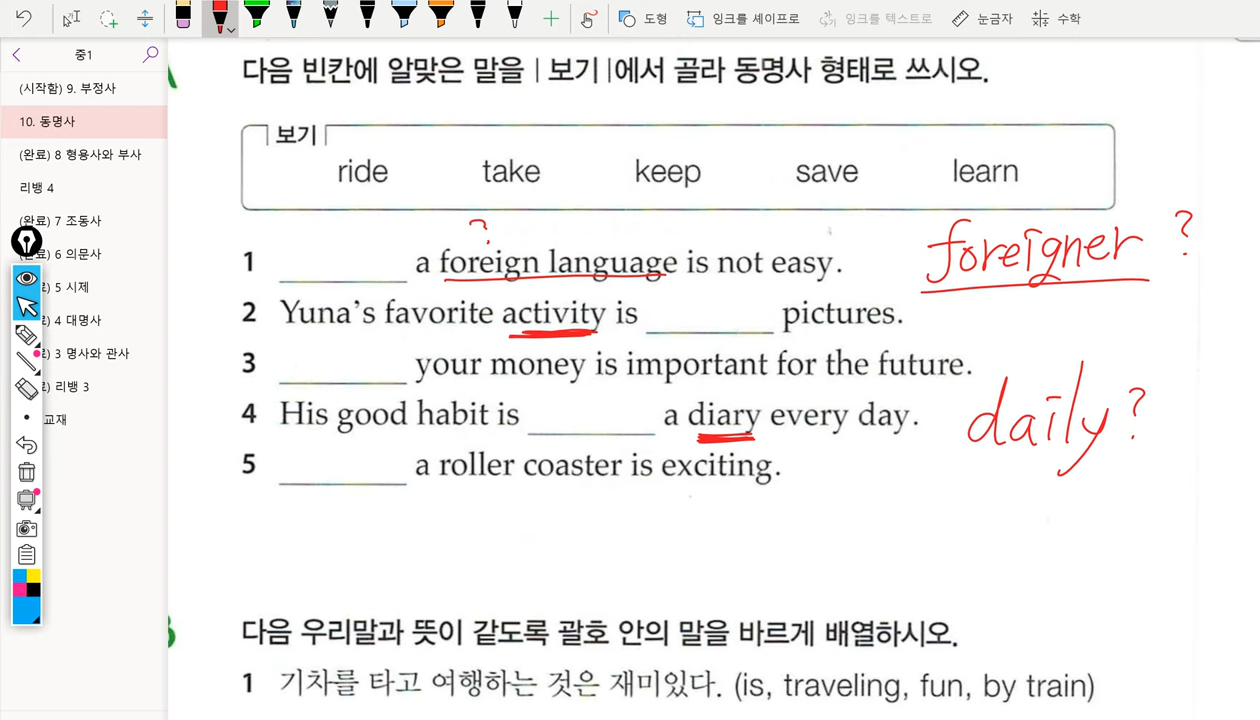 도형 잉크를 셰이프로 잉크를 텍스트로 눈금자 수학
중1
(시작함) 9. 부정사
10. 동명사
(완료) 8 형용사와 부사
리뱅 4
(완료) 7 조동사
6 의문사
료) 5 시제
료) 4 대명사
료) 3 명사와 관사
료) 리뱅 3
교재
다음 빈칸에 알맞은 말을 | 보기 |에서 골라 동명사 형태로 쓰시오.
보기
ride take keep save learn
?
1 ________ a foreign language is not easy.
foreigner ?
2 Yuna's favorite activity is ________ pictures.
3 ________ your money is important for the future.
4 His good habit is ________ a diary every day.
daily ?
5 ________ a roller coaster is exciting.
다음 우리말과 뜻이 같도록 괄호 안의 말을 바르게 배열하시오.
1 기차를 타고 여행하는 것은 재미있다. (is, traveling, fun, by train)